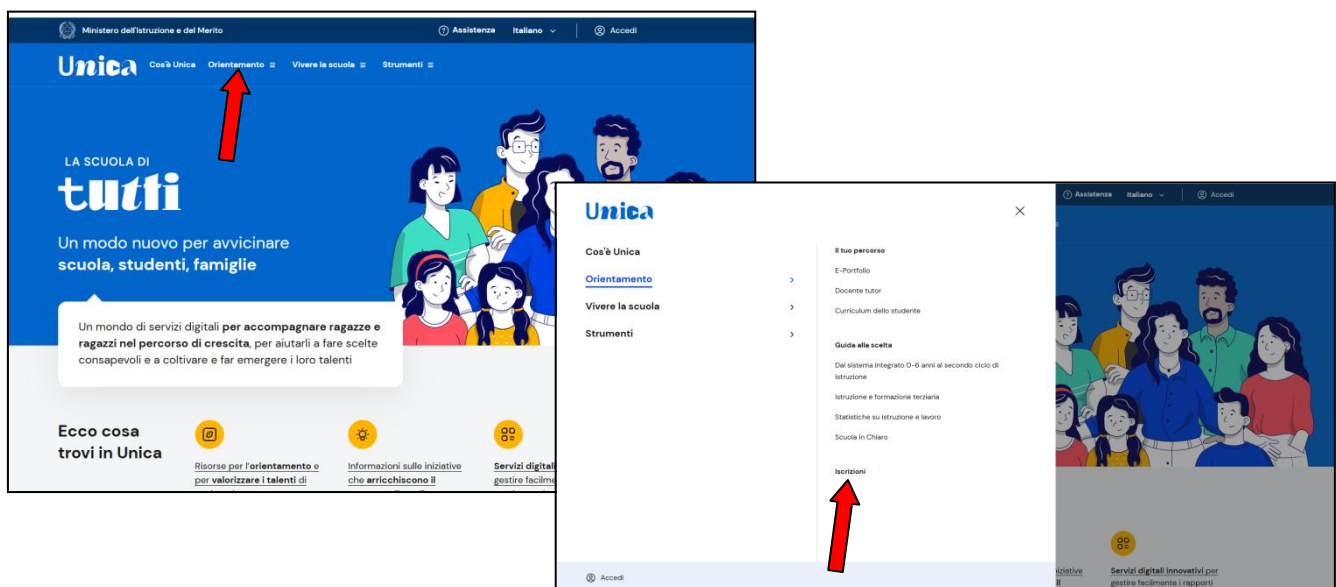 Ministero dell'Istruzione e del Merito
Assistenza
Italiano
Accedi
Unica
Cos'è Unica
Orientamento
Vivere la scuola
Strumenti
LA SCUOLA DI
tutti
Un modo nuovo per avvicinare
scuola, studenti, famiglie
Un mondo di servizi digitali per accompagnare ragazze e
ragazzi nel percorso di crescita, per aiutarli a fare scelte
consapevoli e a coltivare e far emergere i loro talenti
Ecco cosa
trovi in Unica
Risorse per l'orientamento e
per valorizzare i talenti di
Informazioni sulle iniziative
che arricchiscono il
Servizi digitali
gestire facilme
Unica
Cos'è Unica
Orientamento
Vivere la scuola
Strumenti
Accedi
Il tuo percorso
E-Portfolio
Docente tutor
Curriculum dello studente
Guida alla scelta
Dal sistema integrato 0-6 anni al secondo ciclo di
istruzione
Istruzione e formazione terziaria
Statistiche su istruzione e lavoro
Scuola in Chiaro
Iscrizioni
Assistenza
Italiano
Accedi
iziative
il
Servizi digitali innovativi per
gestire facilmente i rapporti